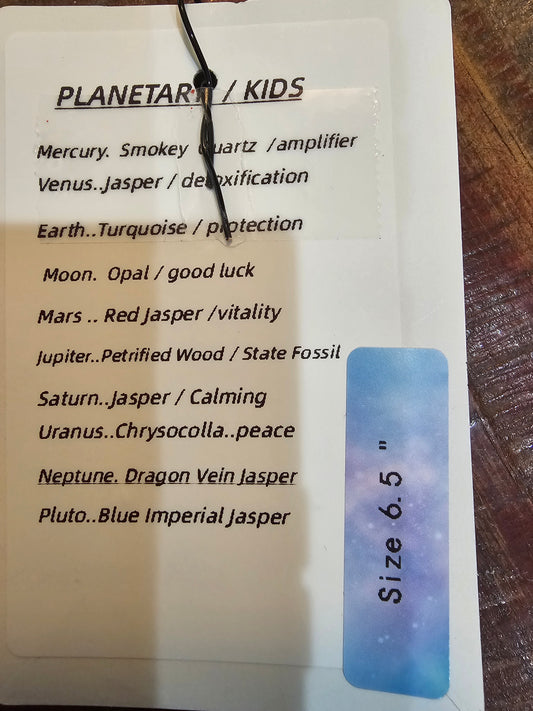 PLANETARY / KIDS
Mercury. Smokey Quartz /amplifier
Venus..Jasper / detoxification
Earth..Turquoise / protection
Moon. Opal / good luck
Mars .. Red Jasper /vitality
Jupiter..Petrified Wood / State Fossil
Saturn..Jasper / Calming
Uranus..Chrysocolla..peace
Neptune. Dragon Vein Jasper
Pluto..Blue Imperial Jasper
Size 6.5 "